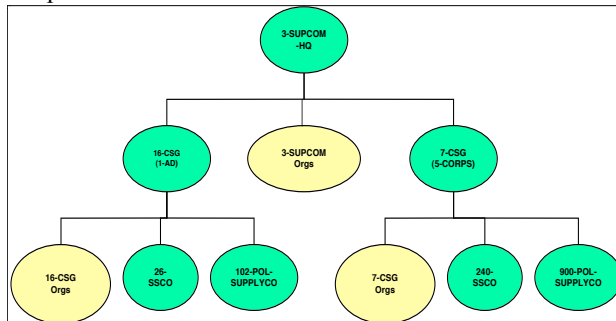 3-SUPCOM
-HQ
16-CSG
(1-AD)
3-SUPCOM
Orgs
7-CSG
(5-CORPS)
16-CSG
Orgs
26-
SSCO
102-POL-
SUPPLYCO
7-CSG
Orgs
240-
SSCO
900-POL-
SUPPLYCO